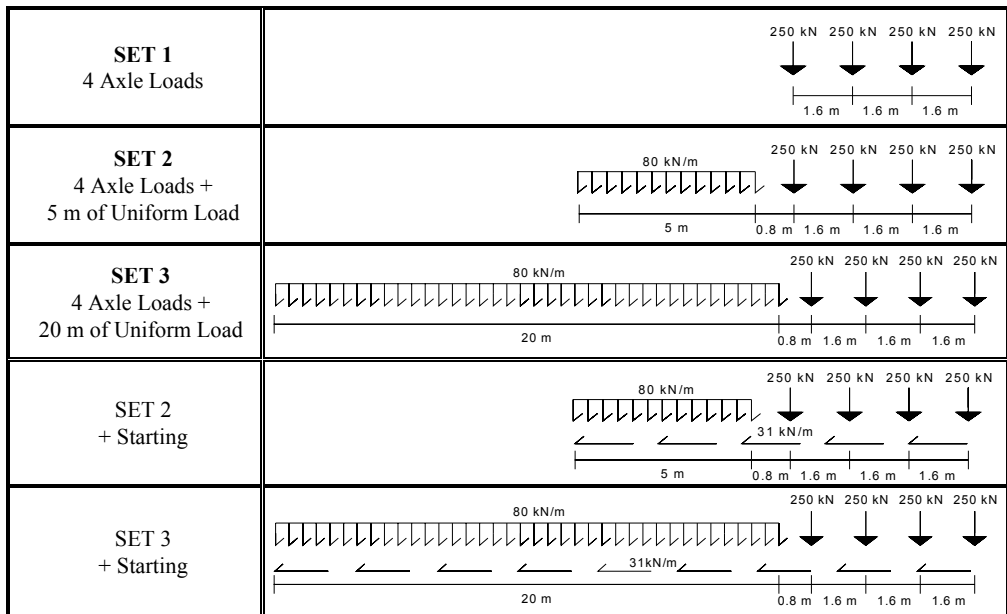 SET 1
4 Axle Loads
250 kN 250 kN 250 kN 250 kN
1.6 m 1.6 m 1.6 m
SET 2
4 Axle Loads +
5 m of Uniform Load
250 kN 250 kN 250 kN 250 kN
80 kN/m
5 m 0.8 m 1.6 m 1.6 m 1.6 m
SET 3
4 Axle Loads +
20 m of Uniform Load
250 kN 250 kN 250 kN 250 kN
80 kN/m
20 m 0.8 m 1.6 m 1.6 m 1.6 m
SET 2
+ Starting
250 kN 250 kN 250 kN 250 kN
80 kN/m
31 kN/m
5 m 0.8 m 1.6 m 1.6 m 1.6 m
SET 3
+ Starting
250 kN 250 kN 250 kN 250 kN
80 kN/m
31kN/m
20 m 0.8 m 1.6 m 1.6 m 1.6 m